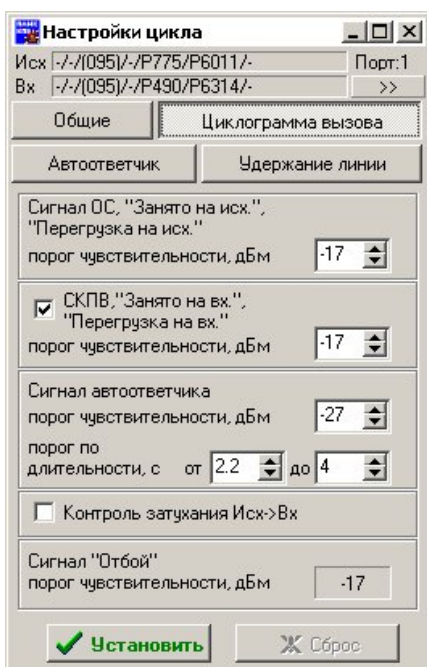 Настройки цикла
Исх -/-/(095)/-/P775/P6011/- Порт:1
Вх -/-/(095)/-/P490/P6314/- >>
Общие Циклограмма вызова
Автоответчик Удержание линии
Сигнал ОС, "Занято на исх.",
"Перегрузка на исх."
порог чувствительности, дБм -17
СКПВ,"Занято на вх.",
"Перегрузка на вх."
порог чувствительности, дБм -17
Сигнал автоответчика
порог чувствительности, дБм -27
порог по
длительности, с от 2.2 до 4
Контроль затухания Исх->Вх
Сигнал "Отбой"
порог чувствительности, дБм -17
Установить Сброс